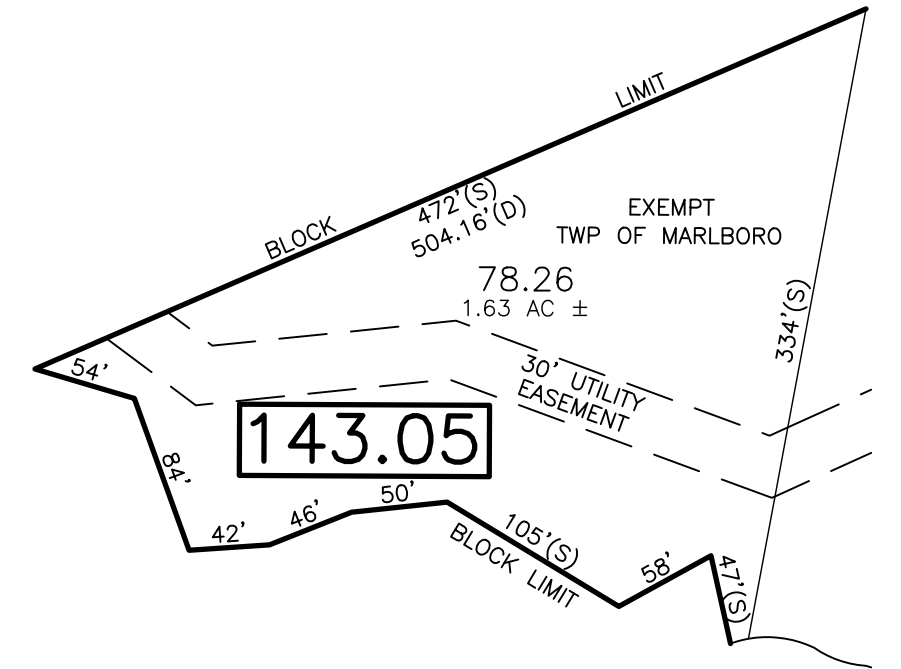 LIMIT
BLOCK
472'(S)
504.16'(D)
EXEMPT
TWP OF MARLBORO
78.26
1.63 AC ±
334'(S)
54'
30' UTILITY
EASEMENT
143.05
84'
42'
46'
50'
105'(S)
BLOCK LIMIT
58'
47'(S)